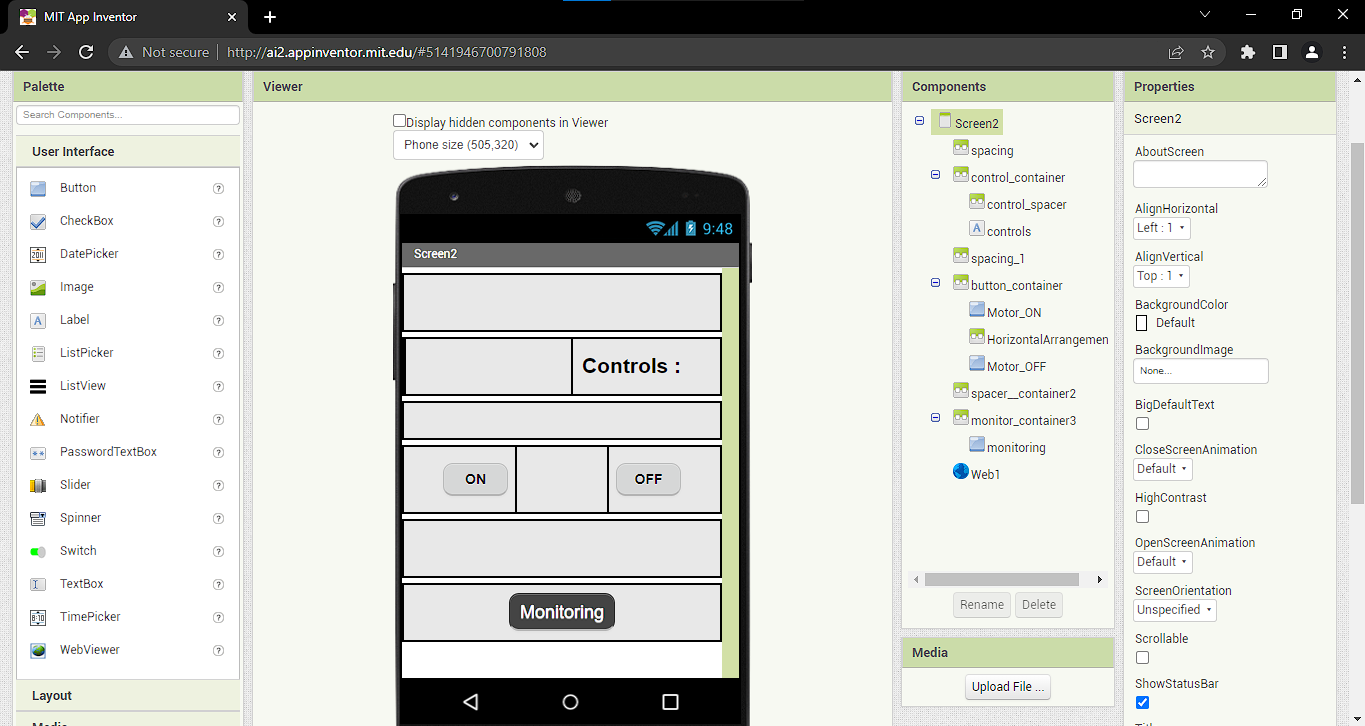 MIT App Inventor
Not secure
http://ai2.appinventor.mit.edu/#5141946700791808
Palette
Search Components...
User Interface
Button
?
CheckBox
?
DatePicker
?
Image
?
Label
?
ListPicker
?
ListView
?
Notifier
?
PasswordTextBox
?
Slider
?
Spinner
?
Switch
?
TextBox
?
TimePicker
?
WebViewer
?
Layout
Viewer
Display hidden components in Viewer
Phone size (505,320)
9:48
Screen2
Controls :
ON
OFF
Monitoring
Components
Screen2
spacing
control_container
control_spacer
controls
spacing_1
button_container
Motor_ON
HorizontalArrangemen
Motor_OFF
spacer__container2
monitor_container3
monitoring
Web1
Rename
Delete
Media
Upload File ...
Properties
Screen2
AboutScreen
AlignHorizontal
Left : 1
AlignVertical
Top : 1
BackgroundColor
Default
BackgroundImage
None...
BigDefaultText
CloseScreenAnimation
Default
HighContrast
OpenScreenAnimation
Default
ScreenOrientation
Unspecified
Scrollable
ShowStatusBar